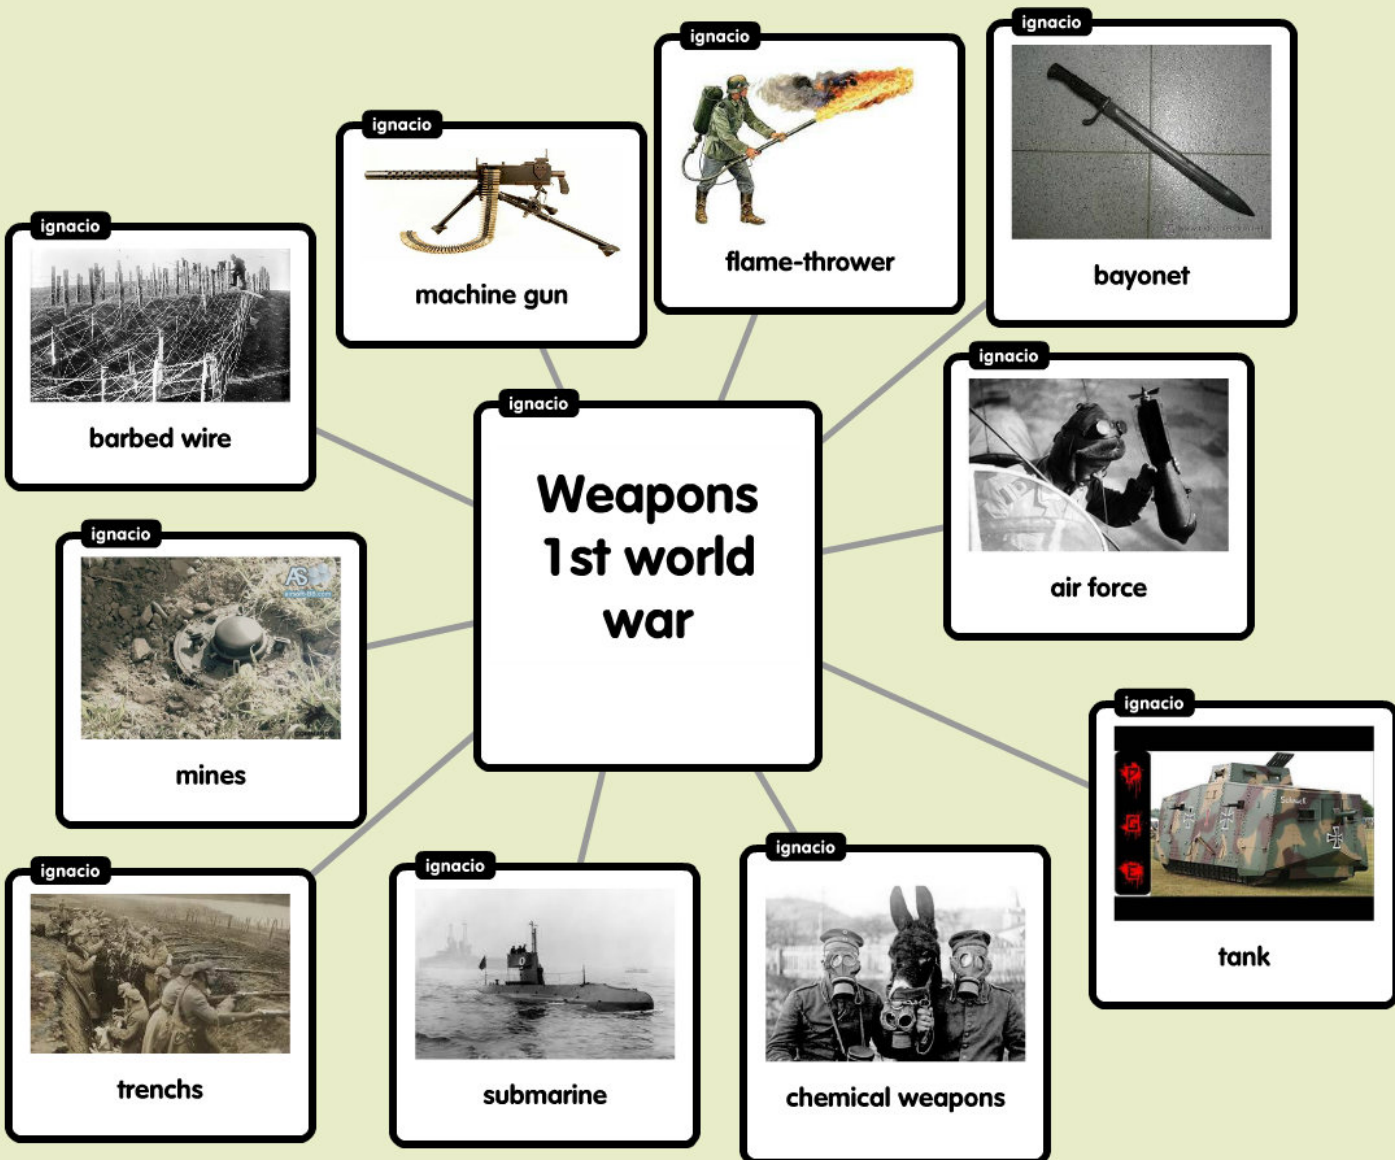 ignacio
flame-thrower
ignacio
bayonet
ignacio
machine gun
ignacio
barbed wire
ignacio
Weapons
1st world
war
ignacio
air force
ignacio
AS
mines
ignacio
P
G
E
tank
ignacio
trenchs
ignacio
submarine
ignacio
chemical weapons